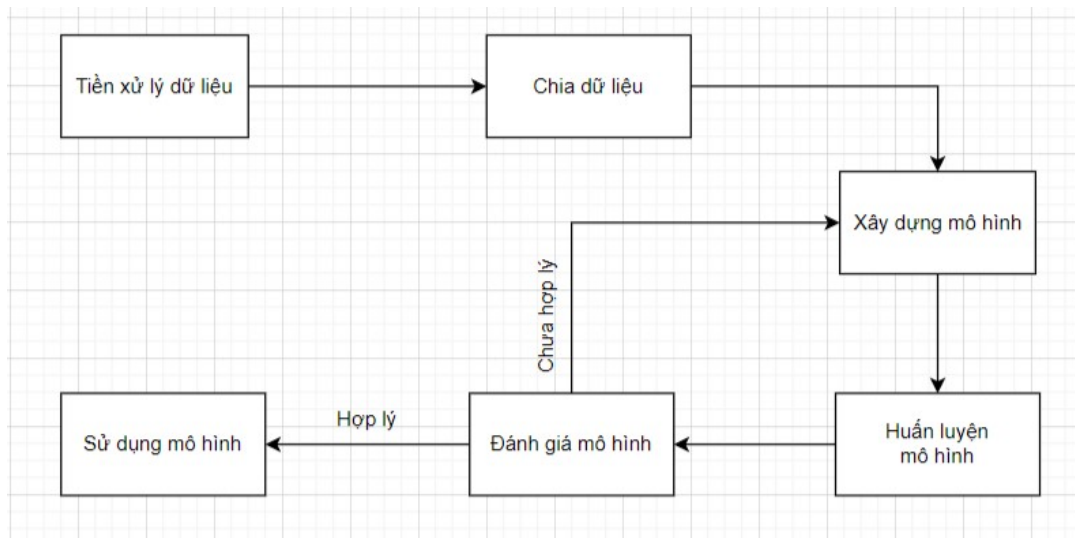 Tiền xử lý dữ liệu
Chia dữ liệu
Xây dựng mô hình
Chưa hợp lý
Huấn luyện
mô hình
Đánh giá mô hình
Hợp lý
Sử dụng mô hình